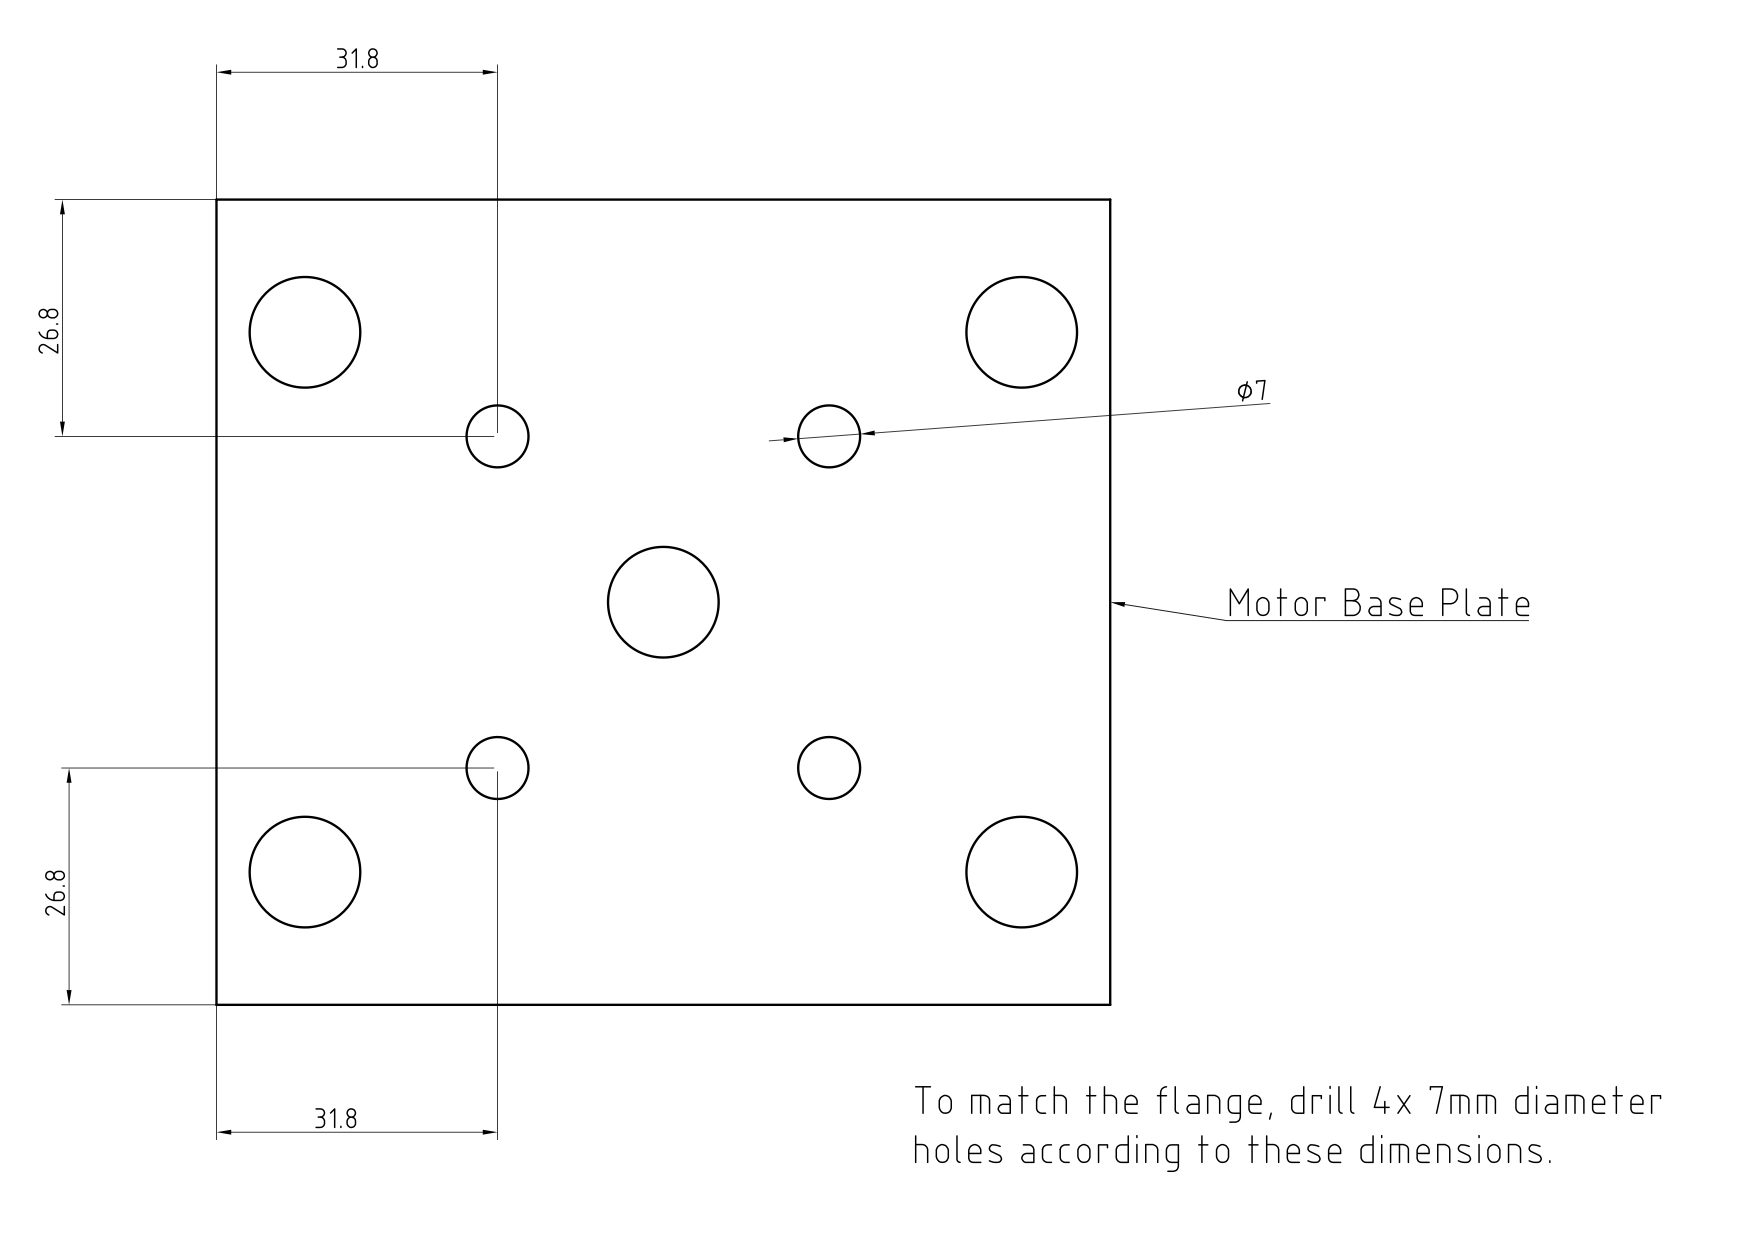 31.8
26.8
⌀7
Motor Base Plate
26.8
31.8
To match the flange, drill 4x 7mm diameter
holes according to these dimensions.